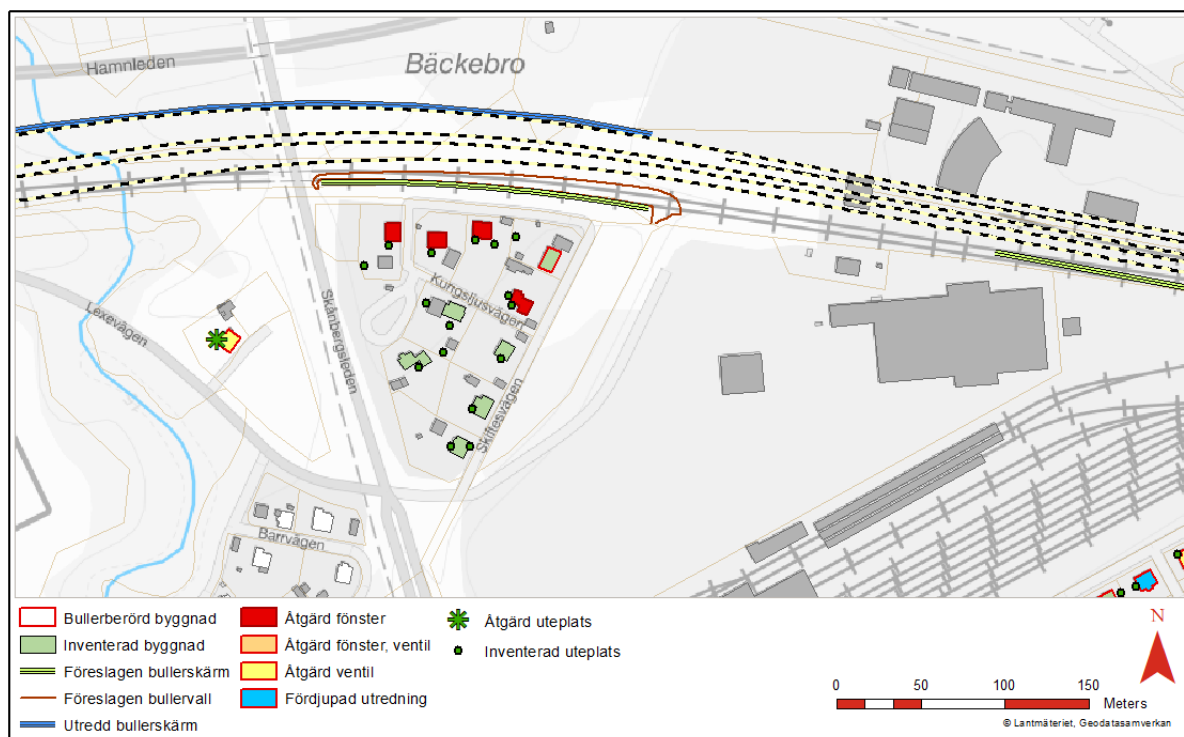 Bäckebro
Hamnleden
Kungsljusvägen
Lexevägen
Skånbergsleden
Skiftesvägen
Barrvägen
Bullerberörd byggnad
Inventerad byggnad
Föreslagen bullerskärm
Föreslagen bullervall
Utredd bullerskärm
Åtgärd fönster
Åtgärd fönster, ventil
Åtgärd ventil
Fördjupad utredning
Åtgärd uteplats
Inventerad uteplats
N
0 50 100 150
Meters
© Lantmäteriet, Geodatasamverkan